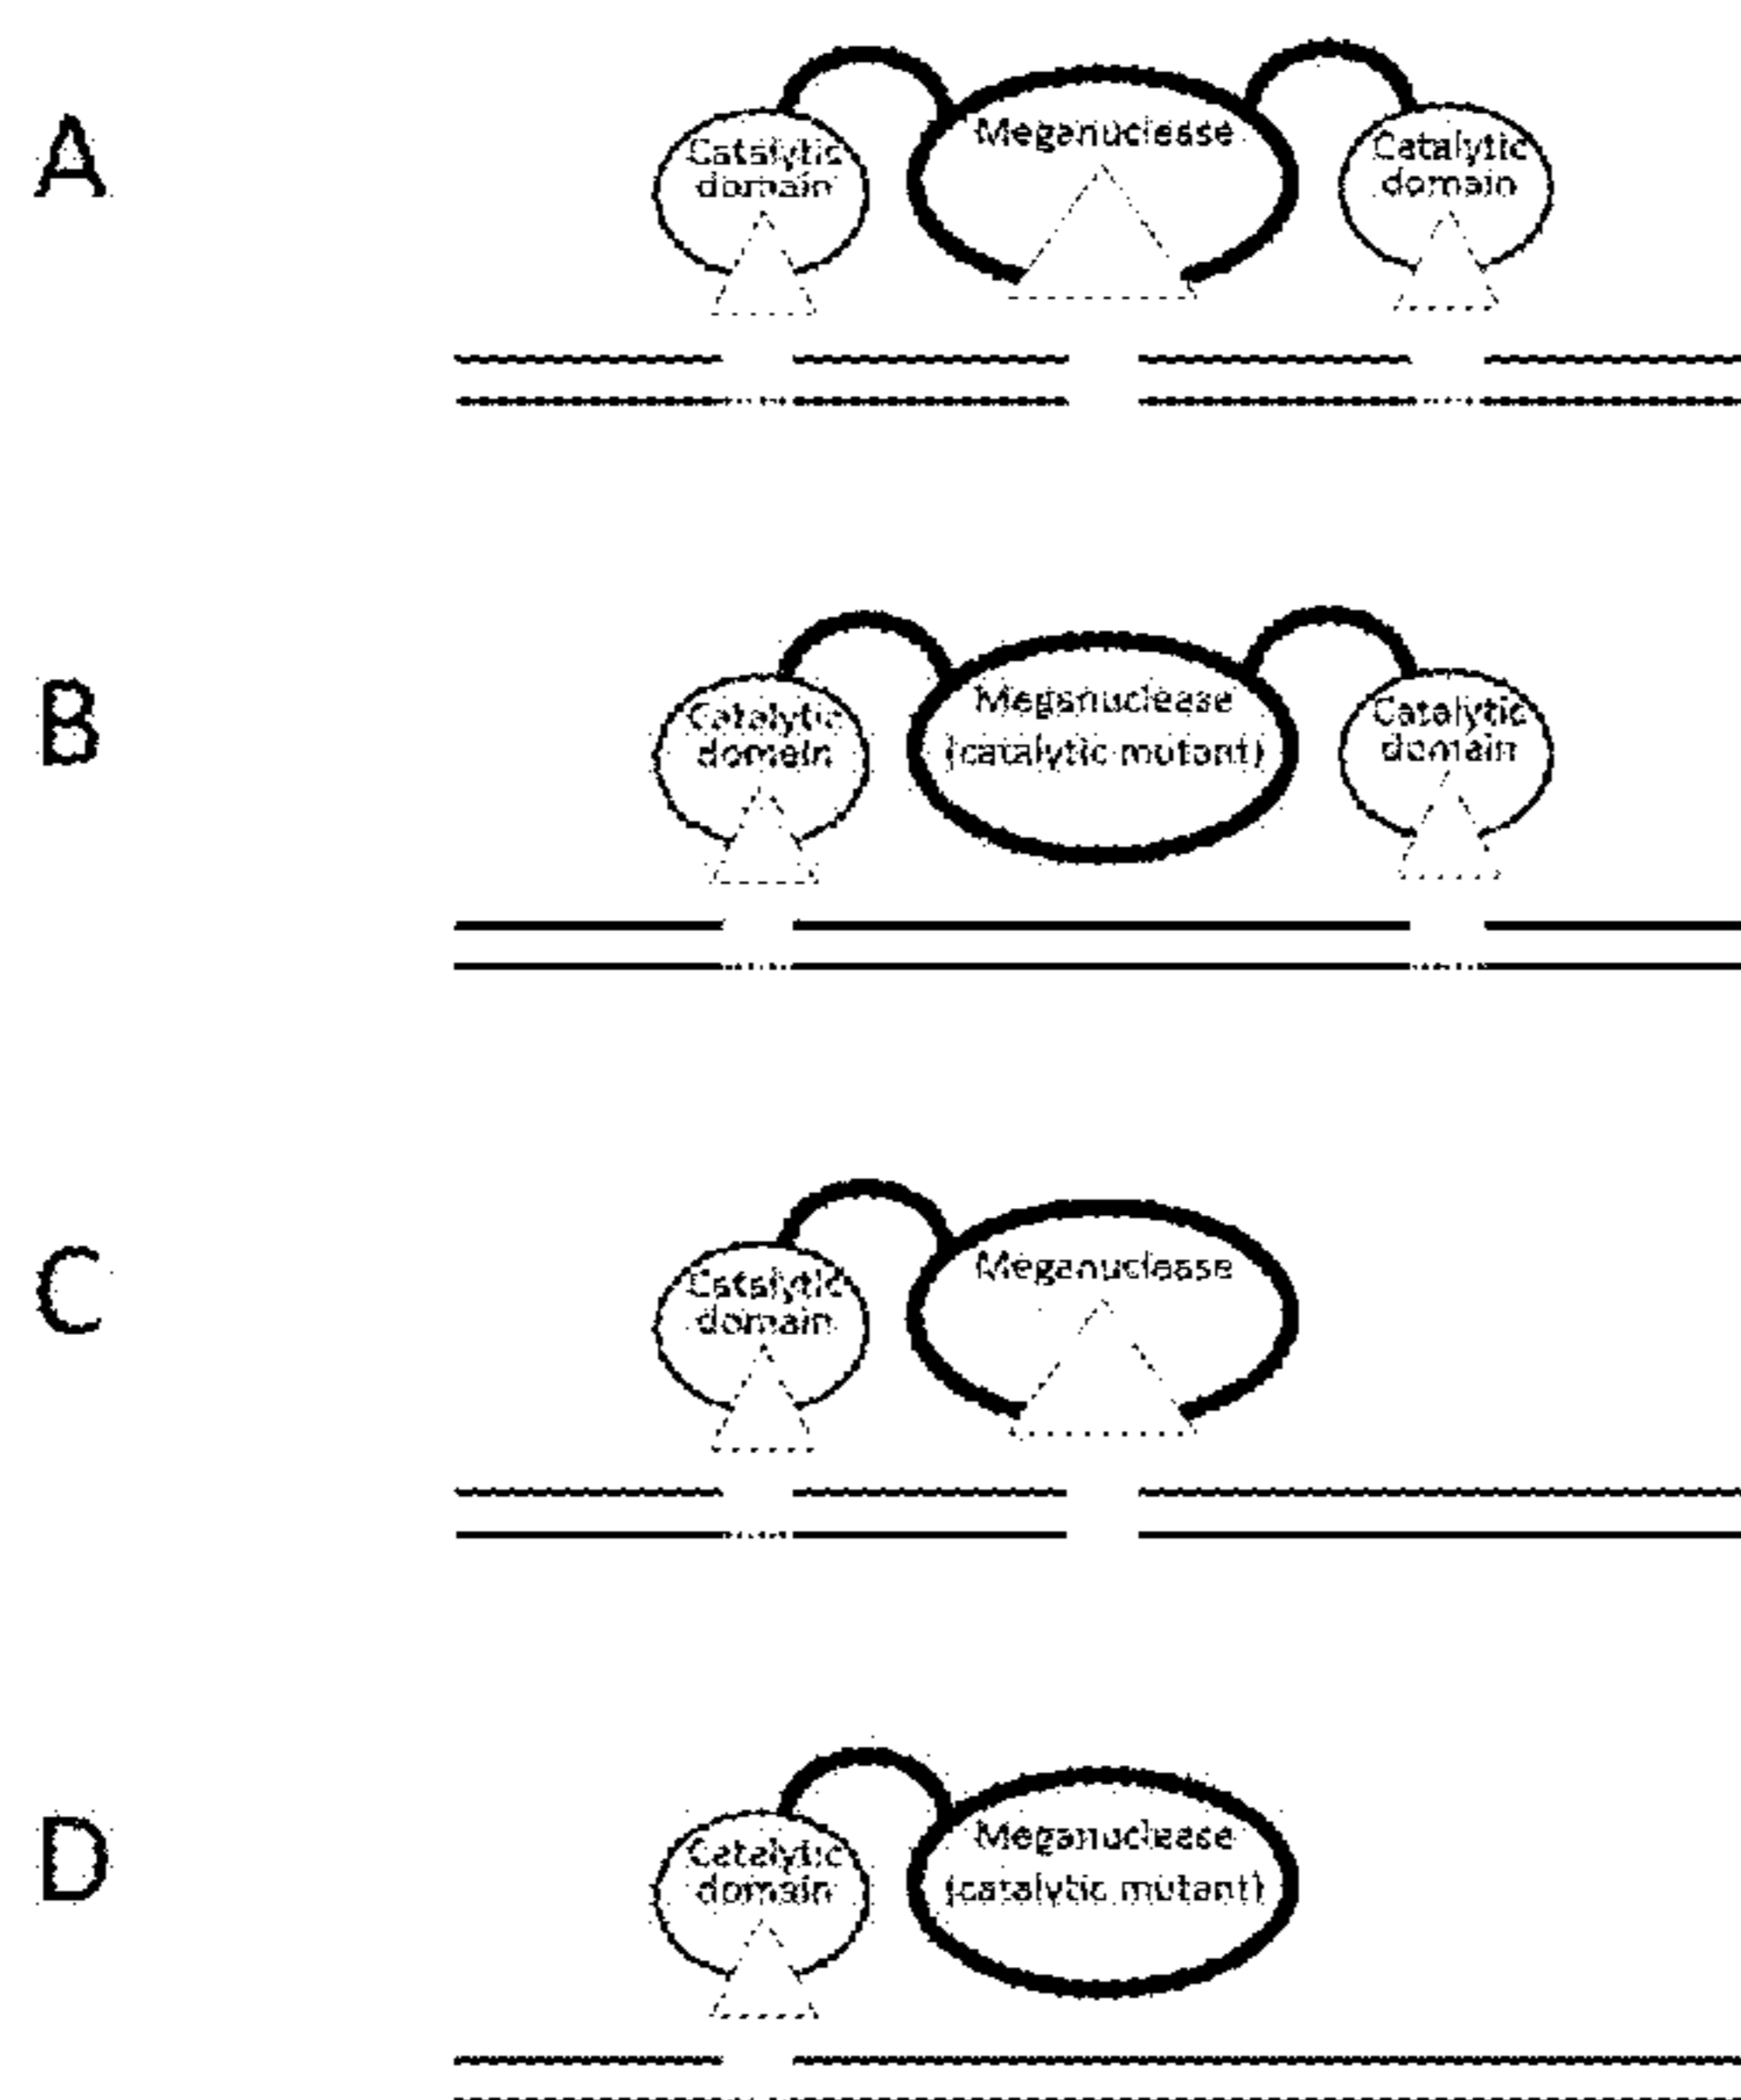 A
Catalytic
domain
Meganuclease
Catalytic
domain
B
Catalytic
domain
Meganuclease
(catalytic mutant)
Catalytic
domain
C
Catalytic
domain
Meganuclease
D
Catalytic
domain
Meganuclease
(catalytic mutant)